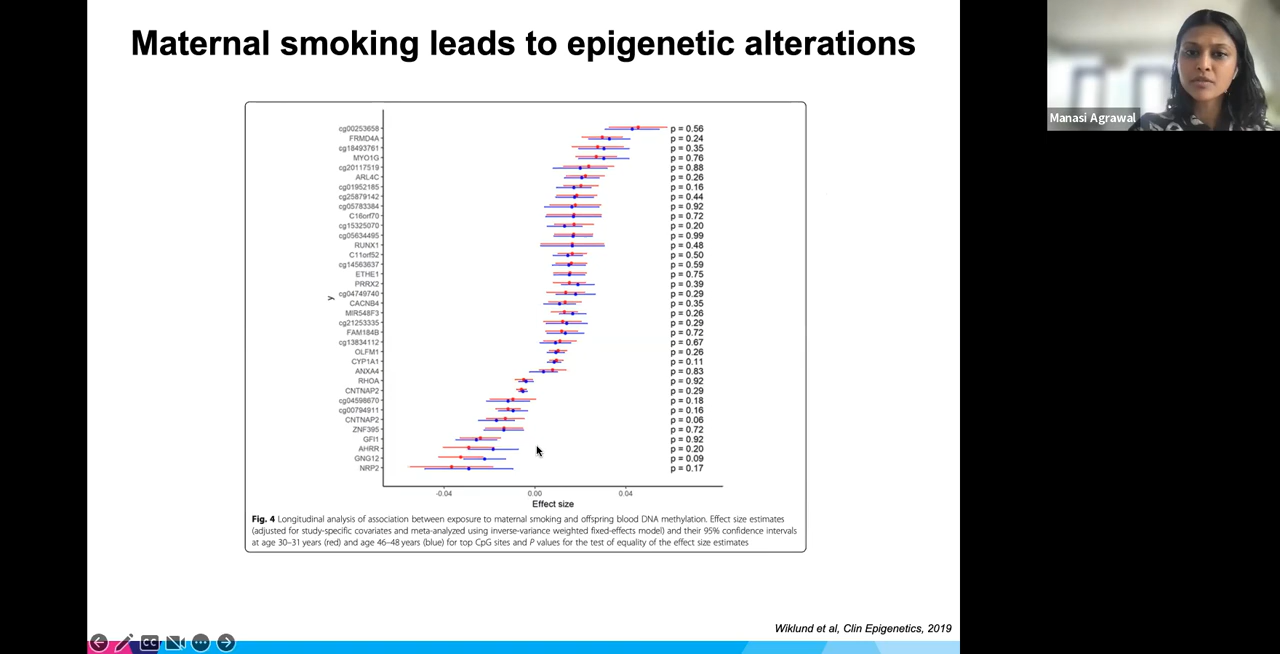 Maternal smoking leads to epigenetic alterations
Manasi Agrawal
cg00253658 p = 0.56
FRMD4A p = 0.24
cg18493761 p = 0.35
MYO1G p = 0.76
cg20117519 p = 0.88
ARL4C p = 0.26
cg01952185 p = 0.16
cg25879142 p = 0.44
cg05783384 p = 0.92
C16orf70 p = 0.72
cg15325070 p = 0.20
cg05634495 p = 0.99
RUNX1 p = 0.48
C11orf52 p = 0.50
cg14563637 p = 0.59
ETHE1 p = 0.75
PRRX2 p = 0.39
cg04749740 p = 0.29
CACNB4 p = 0.35
MIR548F3 p = 0.26
cg21253335 p = 0.29
FAM184B p = 0.72
cg13834112 p = 0.67
OLFM1 p = 0.26
CYP1A1 p = 0.11
ANXA4 p = 0.83
RHOA p = 0.92
CNTNAP2 p = 0.29
cg04598670 p = 0.18
cg00794911 p = 0.16
CNTNAP2 p = 0.06
ZNF395 p = 0.72
GFI1 p = 0.92
AHRR p = 0.20
GNG12 p = 0.09
NRP2 p = 0.17
y
-0.04 0.00 0.04
Effect size
Fig. 4 Longitudinal analysis of association between exposure to maternal smoking and offspring blood DNA methylation. Effect size estimates
(adjusted for study-specific covariates and meta-analyzed using inverse-variance weighted fixed-effects model) and their 95% confidence intervals
at age 30–31 years (red) and age 46–48 years (blue) for top CpG sites and P values for the test of equality of the effect size estimates
Wiklund et al, Clin Epigenetics, 2019
CC